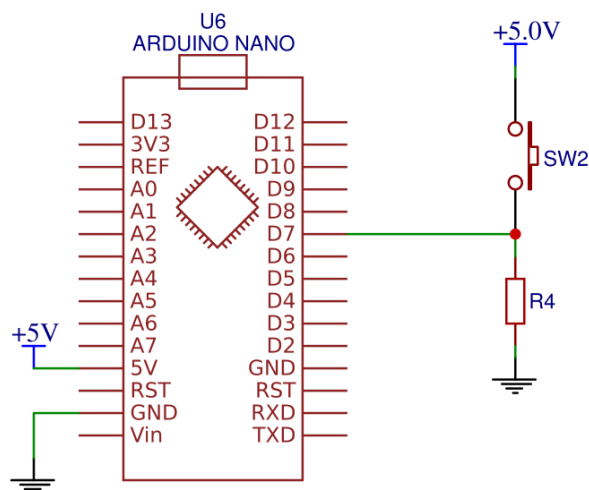 U6
ARDUINO NANO
+5.0V
D13 D12
3V3 D11
REF D10
A0 D9
A1 D8
A2 D7
A3 D6
A4 D5
A5 D4
A6 D3
A7 D2
5V GND
RST RST
GND RXD
Vin TXD
SW2
R4
+5V